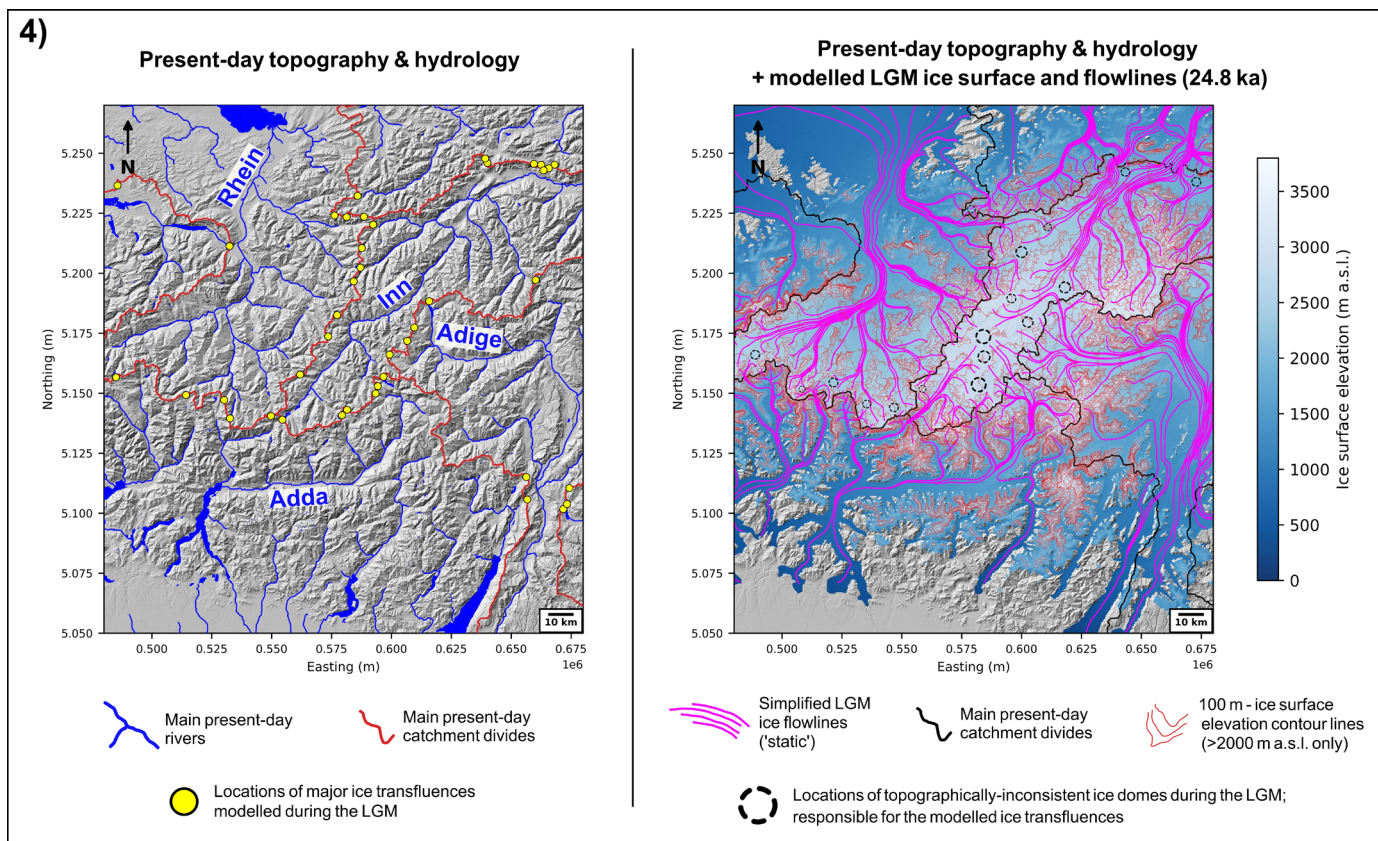 4)
Present-day topography & hydrology
Present-day topography & hydrology
+ modelled LGM ice surface and flowlines (24.8 ka)
N
Rhein
Inn
Adige
Adda
10 km
5.250
5.225
5.200
5.175
5.150
5.125
5.100
5.075
5.050
Northing (m)
0.500
0.525
0.550
0.575
0.600
0.625
0.650
0.675
1e6
Easting (m)
N
10 km
5.250
5.225
5.200
5.175
5.150
5.125
5.100
5.075
5.050
Northing (m)
0.500
0.525
0.550
0.575
0.600
0.625
0.650
0.675
1e6
Easting (m)
3500
3000
2500
2000
1500
1000
500
0
Ice surface elevation (m a.s.l.)
Main present-day
rivers
Main present-day
catchment divides
Locations of major ice transfluences
modelled during the LGM
Simplified LGM
ice flowlines
('static')
Main present-day
catchment divides
100 m - ice surface
elevation contour lines
(>2000 m a.s.l. only)
Locations of topographically-inconsistent ice domes during the LGM;
responsible for the modelled ice transfluences